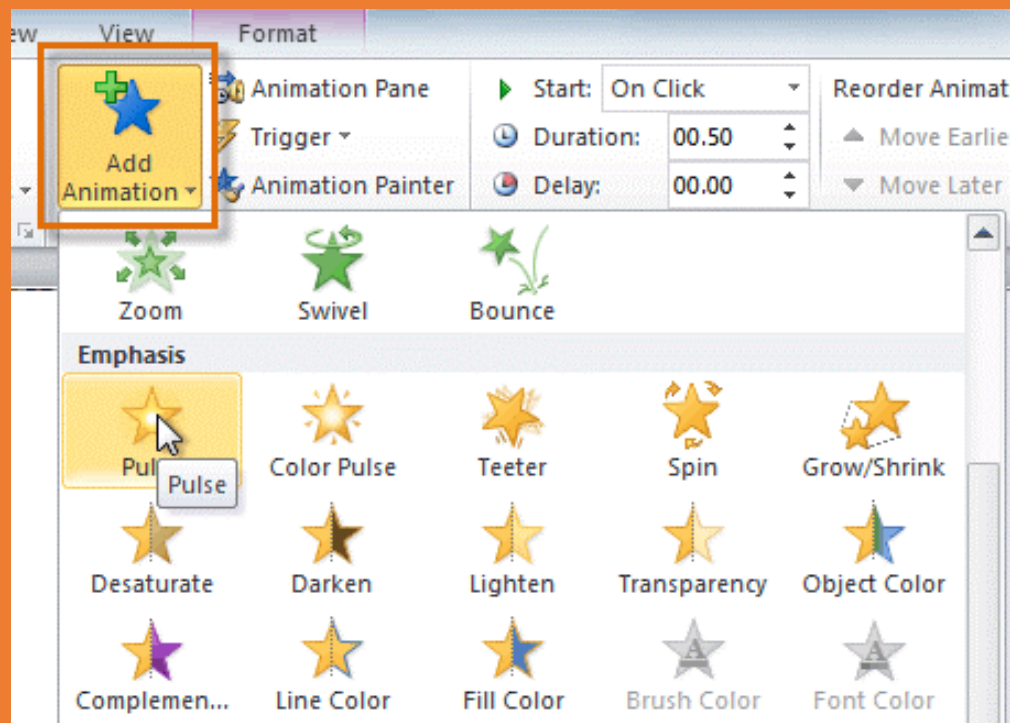 ew View Format
Add Animation
Animation Pane
Trigger
Animation Painter
Start: On Click
Duration: 00.50
Delay: 00.00
Reorder Animat
Move Earlie
Move Later
Zoom Swivel Bounce
Emphasis
Pul Color Pulse Teeter Spin Grow/Shrink
Pulse
Desaturate Darken Lighten Transparency Object Color
Complemen... Line Color Fill Color Brush Color Font Color